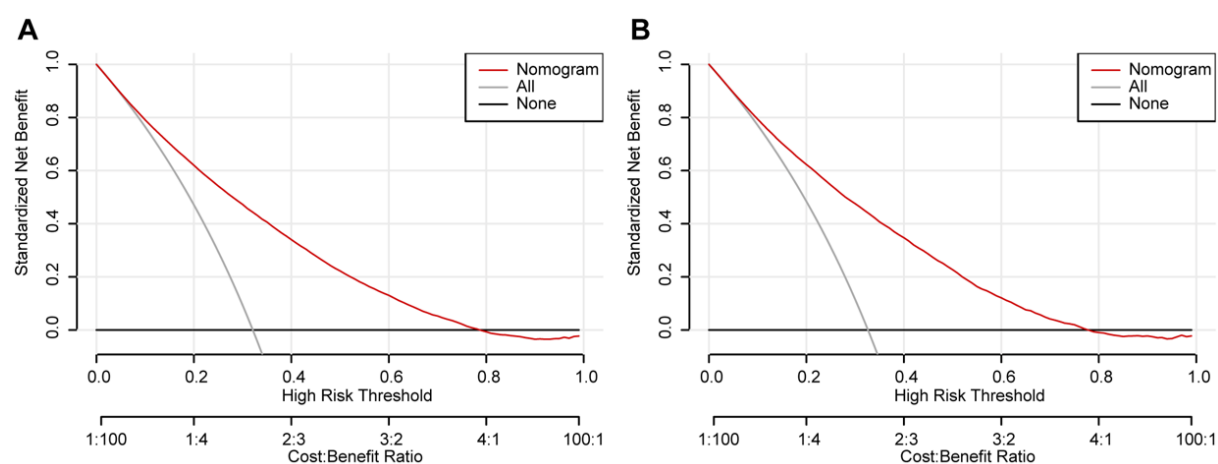 A
Standardized Net Benefit
1.0
0.8
0.6
0.4
0.2
0.0
Nomogram
All
None
0.0 0.2 0.4 0.6 0.8 1.0
High Risk Threshold
1:100 1:4 2:3 3:2 4:1 100:1
Cost:Benefit Ratio
B
Standardized Net Benefit
1.0
0.8
0.6
0.4
0.2
0.0
Nomogram
All
None
0.0 0.2 0.4 0.6 0.8 1.0
High Risk Threshold
1:100 1:4 2:3 3:2 4:1 100:1
Cost:Benefit Ratio